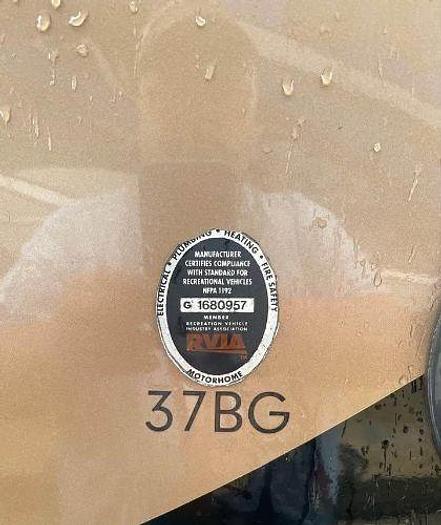 ELECTRICAL • PLUMBING • HEATING • FIRE SAFETY
MANUFACTURER
CERTIFIES COMPLIANCE
WITH STANDARD FOR
RECREATIONAL VEHICLES
NFPA 1192
G 1680957
MEMBER
RECREATION VEHICLE
INDUSTRY ASSOCIATION
RVIA
TM
MOTORHOME
37BG